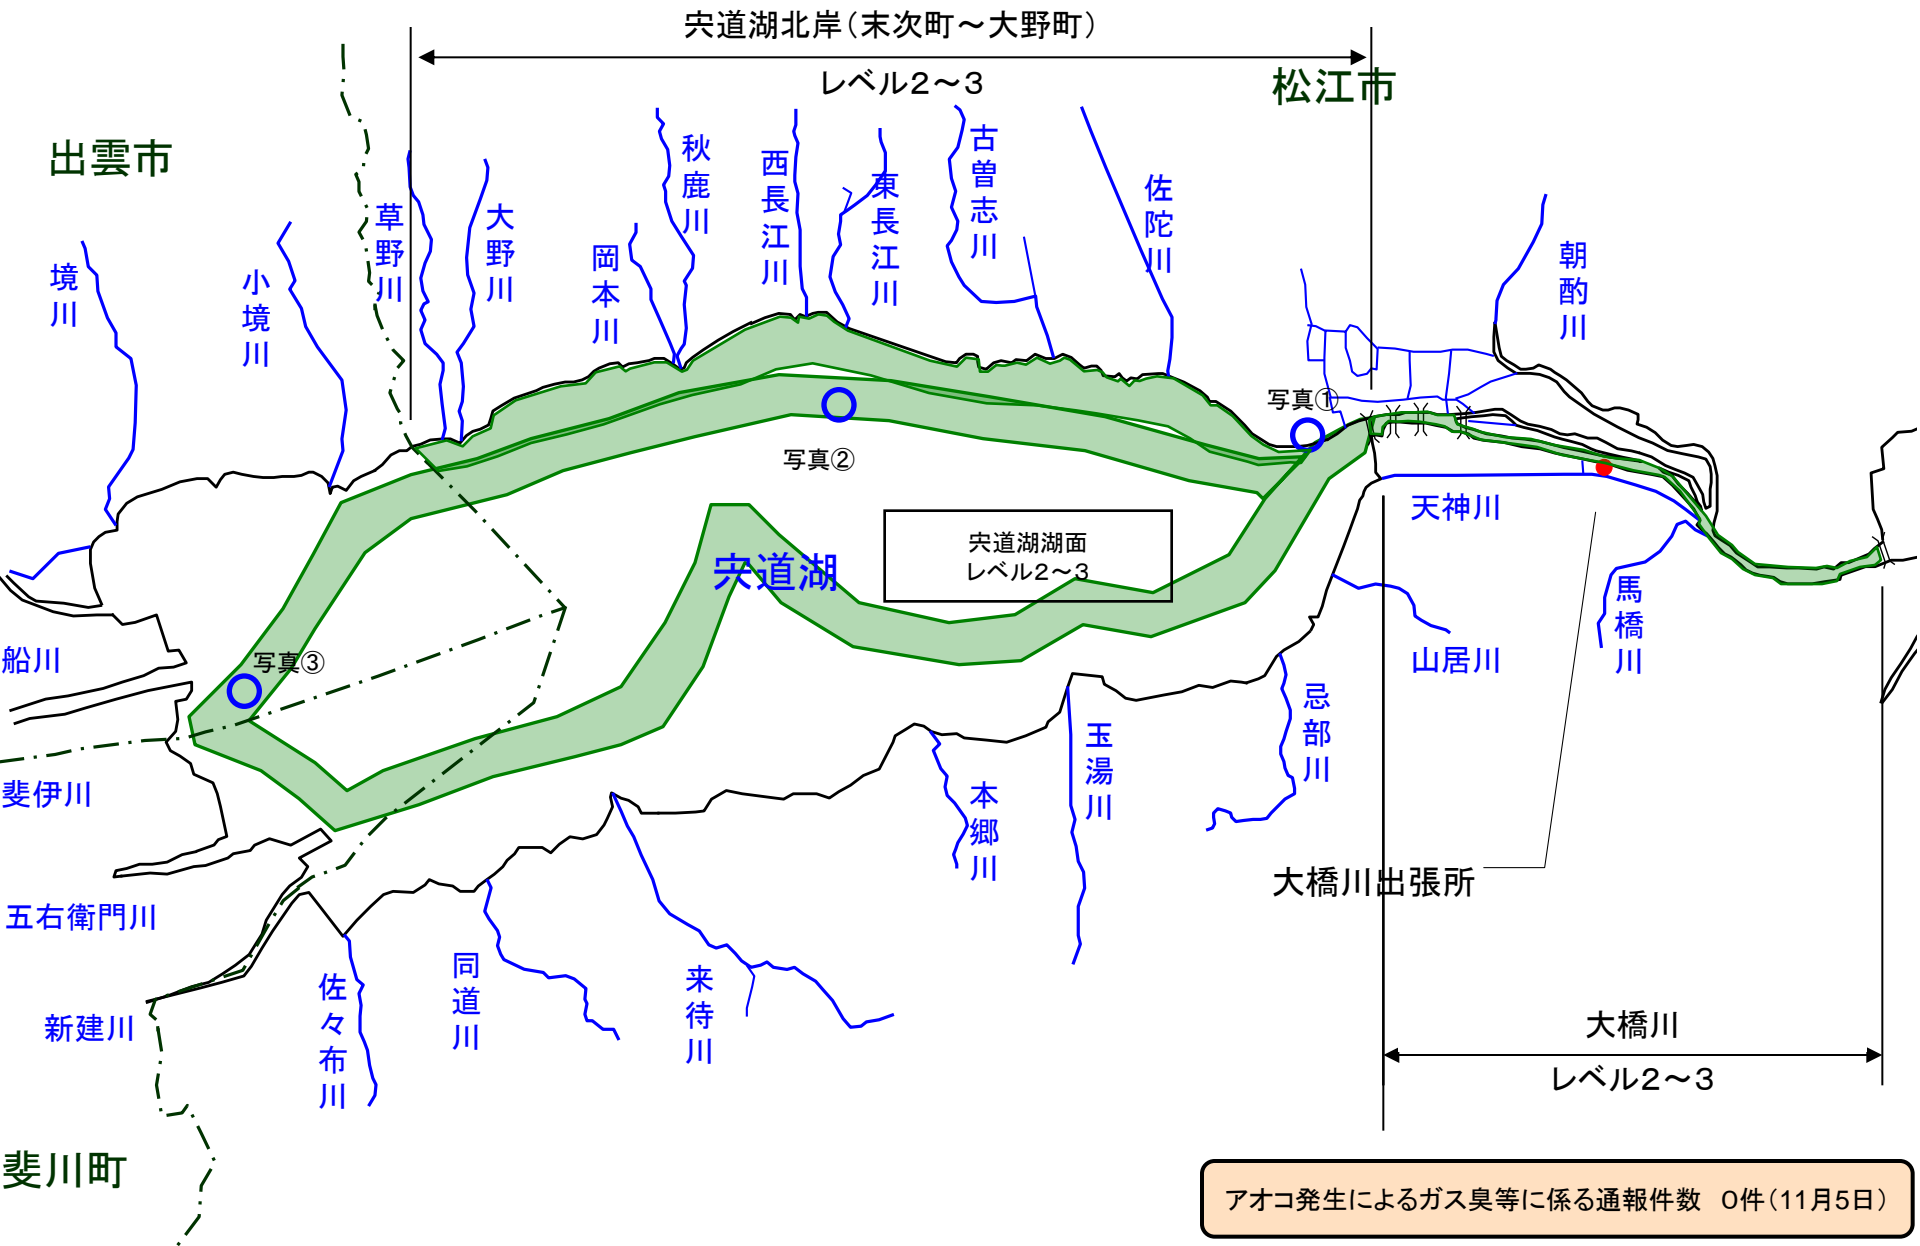 宍道湖北岸（末次町～大野町）
レベル２～３
松江市
出雲市
境川
小境川
草野川
大野川
岡本川
秋鹿川
西長江川
東長江川
古曽志川
佐陀川
朝酌川
写真①
写真②
写真③
宍道湖
宍道湖湖面
レベル２～３
天神川
馬橋川
山居川
忌部川
玉湯川
本郷川
来待川
同道川
佐々布川
船川
斐伊川
五右衛門川
新建川
斐川町
大橋川出張所
大橋川
レベル２～３
アオコ発生によるガス臭等に係る通報件数　０件（11月5日）